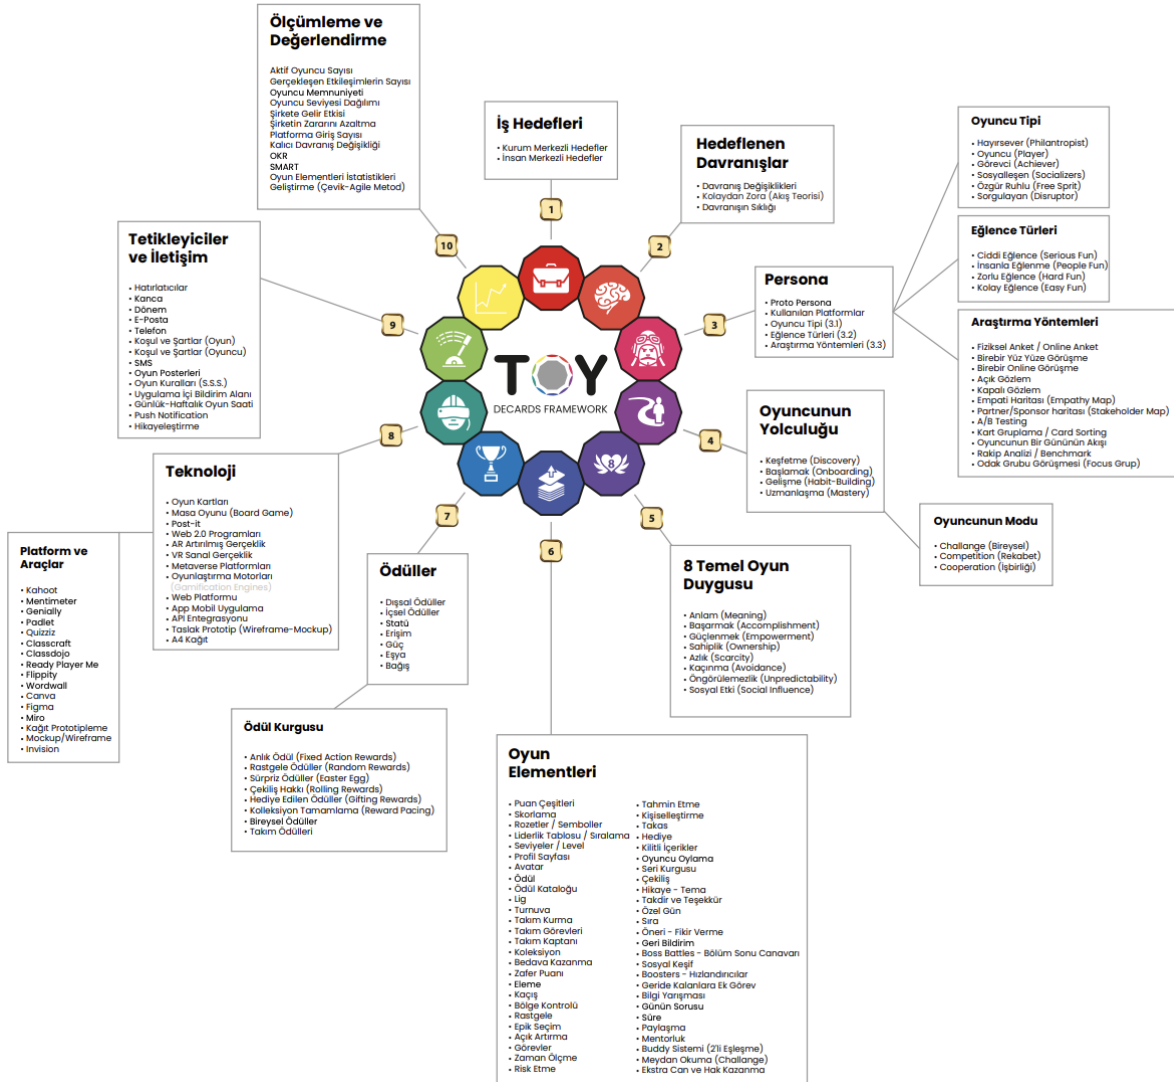 Ölçümleme ve
Değerlendirme
Aktif Oyuncu Sayısı
Gerçekleşen Etkileşimlerin Sayısı
Oyuncu Memnuniyeti
Oyuncu Seviyesi Dağılımı
Şirkete Gelir Etkisi
Şirketin Zararını Azaltma
Platforma Giriş Sayısı
Kalıcı Davranış Değişikliği
OKR
SMART
Oyun Elementleri İstatistikleri
Geliştirme (Çevik-Agile Metod)
İş Hedefleri
• Kurum Merkezli Hedefler
• İnsan Merkezli Hedefler
Hedeflenen
Davranışlar
• Davranış Değişiklikleri
• Kolaydan Zora (Akış Teorisi)
• Davranışın Sıklığı
Oyuncu Tipi
• Hayırsever (Philantropist)
• Oyuncu (Player)
• Görevci (Achiever)
• Sosyalleşen (Socializers)
• Özgür Ruhlu (Free Sprit)
• Sorgulayan (Disruptor)
Eğlence Türleri
• Ciddi Eğlence (Serious Fun)
• İnsanla Eğlenme (People Fun)
• Zorlu Eğlence (Hard Fun)
• Kolay Eğlence (Easy Fun)
Persona
• Proto Persona
• Kullanılan Platformlar
• Oyuncu Tipi (3.1)
• Eğlence Türleri (3.2)
• Araştırma Yöntemleri (3.3)
Araştırma Yöntemleri
• Fiziksel Anket / Online Anket
• Birebir Yüz Yüze Görüşme
• Birebir Online Görüşme
• Açık Gözlem
• Kapalı Gözlem
• Empati Haritası (Empathy Map)
• Partner/Sponsor haritası (Stakeholder Map)
• A/B Testing
• Kart Gruplama / Card Sorting
• Oyuncunun Bir Gününün Akışı
• Rakip Analizi / Benchmark
• Odak Grubu Görüşmesi (Focus Grup)
Tetikleyiciler
ve İletişim
• Hatırlatıcılar
• Kanca
• Dönem
• E-Posta
• Telefon
• Koşul ve Şartlar (Oyun)
• Koşul ve Şartlar (Oyuncu)
• SMS
• Oyun Posterleri
• Oyun Kuralları (S.S.S.)
• Uygulama İçi Bildirim Alanı
• Günlük-Haftalık Oyun Saati
• Push Notification
• Hikayeleştirme
1
2
3
4
5
6
7
8
9
10
8
TOY
DECARDS FRAMEWORK
Oyuncunun
Yolculuğu
• Keşfetme (Discovery)
• Başlamak (Onboarding)
• Gelişme (Habit-Building)
• Uzmanlaşma (Mastery)
Oyuncunun Modu
• Challange (Bireysel)
• Competition (Rekabet)
• Cooperation (İşbirliği)
Teknoloji
• Oyun Kartları
• Masa Oyunu (Board Game)
• Post-it
• Web 2.0 Programları
• AR Artırılmış Gerçeklik
• VR Sanal Gerçeklik
• Metaverse Platformları
• Oyunlaştırma Motorları
(Gamification Engines)
• Web Platformu
• App Mobil Uygulama
• API Entegrasyonu
• Taslak Prototip (Wireframe-Mockup)
• A4 Kağıt
Platform ve
Araçlar
• Kahoot
• Mentimeter
• Genially
• Padlet
• Quizziz
• Classcraft
• Classdojo
• Ready Player Me
• Flippity
• Wordwall
• Canva
• Figma
• Miro
• Kağıt Prototipleme
• Mockup/Wireframe
• Invision
Ödüller
• Dışsal Ödüller
• İçsel Ödüller
• Statü
• Erişim
• Güç
• Eşya
• Bağış
8 Temel Oyun
Duygusu
• Anlam (Meaning)
• Başarmak (Accomplishment)
• Güçlenmek (Empowerment)
• Sahiplik (Ownership)
• Azlık (Scarcity)
• Kaçınma (Avoidance)
• Öngörülemezlik (Unpredictability)
• Sosyal Etki (Social Influence)
Ödül Kurgusu
• Anlık Ödül (Fixed Action Rewards)
• Rastgele Ödüller (Random Rewards)
• Sürpriz Ödüller (Easter Egg)
• Çekiliş Hakkı (Rolling Rewards)
• Hediye Edilen Ödüller (Gifting Rewards)
• Kolleksiyon Tamamlama (Reward Pacing)
• Bireysel Ödüller
• Takım Ödülleri
Oyun
Elementleri
• Puan Çeşitleri
• Skorlama
• Rozetler / Semboller
• Liderlik Tablosu / Sıralama
• Seviyeler / Level
• Profil Sayfası
• Avatar
• Ödül
• Ödül Kataloğu
• Lig
• Turnuva
• Takım Kurma
• Takım Görevleri
• Takım Kaptanı
• Koleksiyon
• Bedava Kazanma
• Zafer Puanı
• Eleme
• Kaçış
• Bölge Kontrolü
• Rastgele
• Epik Seçim
• Açık Artırma
• Görevler
• Zaman Ölçme
• Risk Etme
• Tahmin Etme
• Kişiselleştirme
• Takas
• Hediye
• Kilitli İçerikler
• Oyuncu Oylama
• Seri Kurgusu
• Çekiliş
• Hikaye - Tema
• Takdir ve Teşekkür
• Özel Gün
• Sıra
• Öneri - Fikir Verme
• Geri Bildirim
• Boss Battles - Bölüm Sonu Canavarı
• Sosyal Keşif
• Boosters - Hızlandırıcılar
• Geride Kalanlara Ek Görev
• Bilgi Yarışması
• Günün Sorusu
• Süre
• Paylaşma
• Mentorluk
• Buddy Sistemi (2'li Eşleşme)
• Meydan Okuma (Challange)
• Ekstra Can ve Hak Kazanma